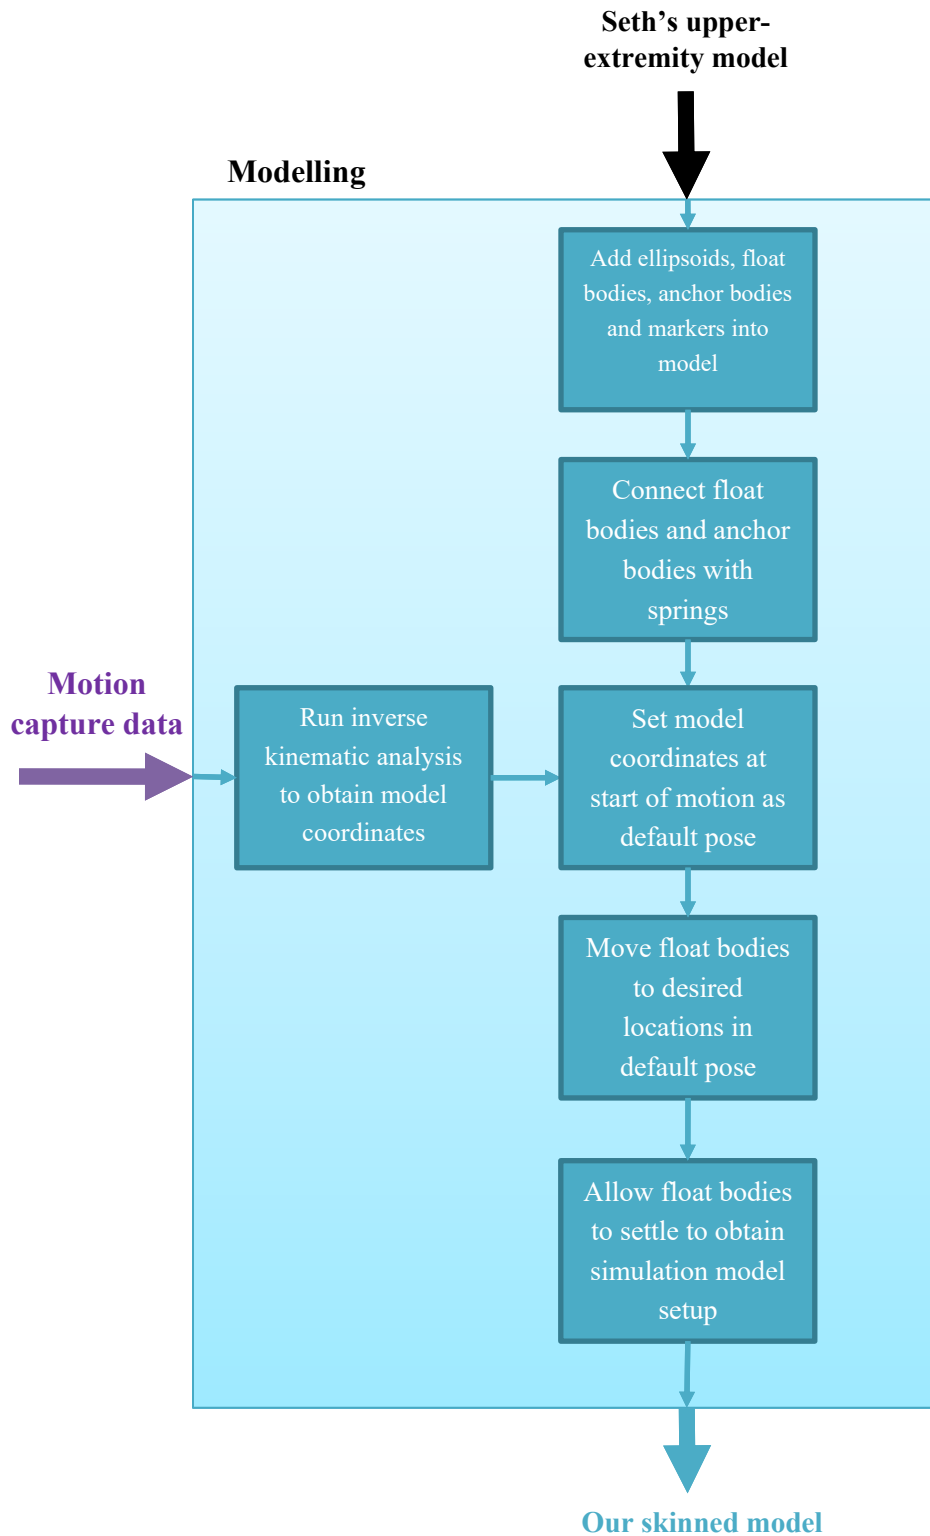 Seth’s upper-
extremity model
Modelling
Add ellipsoids, float
bodies, anchor bodies
and markers into
model
Connect float
bodies and anchor
bodies with
springs
Motion
capture data
Run inverse
kinematic analysis
to obtain model
coordinates
Set model
coordinates at
start of motion as
default pose
Move float bodies
to desired
locations in
default pose
Allow float bodies
to settle to obtain
simulation model
setup
Our skinned model